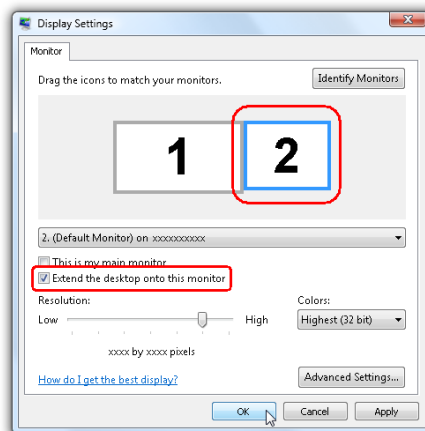 Display Settings
Monitor
Drag the icons to match your monitors.
Identify Monitors
1
2
2. (Default Monitor) on xxxxxxxxxx
This is my main monitor
Extend the desktop onto this monitor
Resolution:
Colors:
Low
High
Highest (32 bit)
xxxx by xxxx pixels
How do I get the best display?
Advanced Settings...
OK
Cancel
Apply